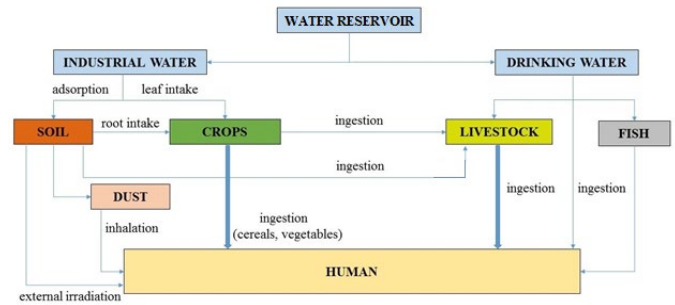 WATER RESERVOIR
INDUSTRIAL WATER
DRINKING WATER
adsorption
leaf intake
SOIL
root intake
CROPS
ingestion
LIVESTOCK
FISH
ingestion
DUST
ingestion
ingestion
inhalation
ingestion
(cereals, vegetables)
HUMAN
external irradiation